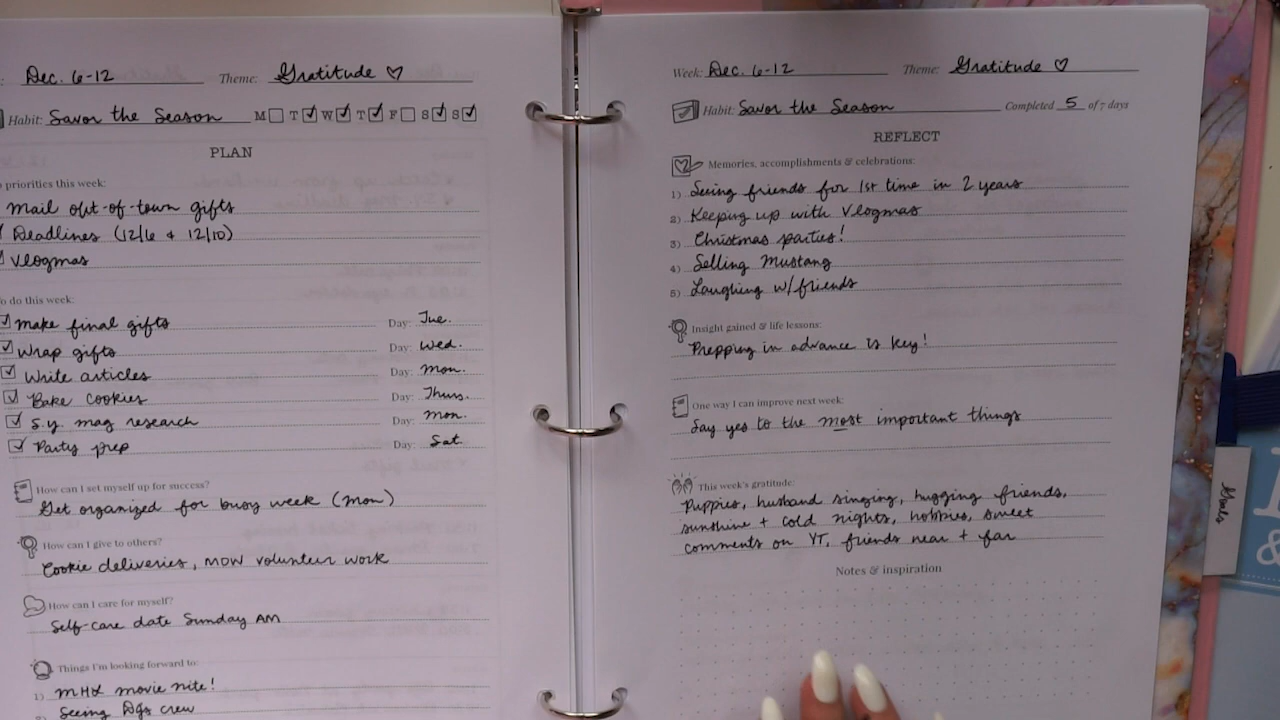 : Dec. 6-12 Theme: Gratitude ♡
Habit: Savor the Season M☐ T☑ W☑ T☑ F☐ S☑ S☑
PLAN
priorities this week:
Mail out-of-town gifts
Deadlines (12/6 & 12/10)
Vlogmas
o do this week:
☑ Make final gifts Day: Tue.
☑ Wrap gifts Day: Wed.
☑ Write articles Day: Mon.
☑ Bake cookies Day: Thurs.
☑ S.y. mag research Day: Mon.
☑ Party prep Day: Sat.
How can I set myself up for success?
Get organized for busy week (Mon)
How can I give to others?
Cookie deliveries, MOW volunteer work
How can I care for myself?
Self-care date Sunday AM
Things I'm looking forward to:
1) movie nite!
Seeing crew
Week: Dec. 6-12 Theme: Gratitude ♡
Habit: Savor the Season Completed 5 of 7 days
REFLECT
Memories, accomplishments & celebrations:
1) Seeing friends for 1st time in 2 years
2) Keeping up with Vlogmas
3) Christmas parties!
4) Selling Mustang
5) Laughing w/friends
Insight gained & life lessons:
Prepping in advance is key!
One way I can improve next week:
Say yes to the most important things
This week's gratitude:
Puppies, husband singing, hugging friends,
sunshine + cold nights, hobbies, sweet
comments on YT, friends near + far
Notes & inspiration
Goals
&